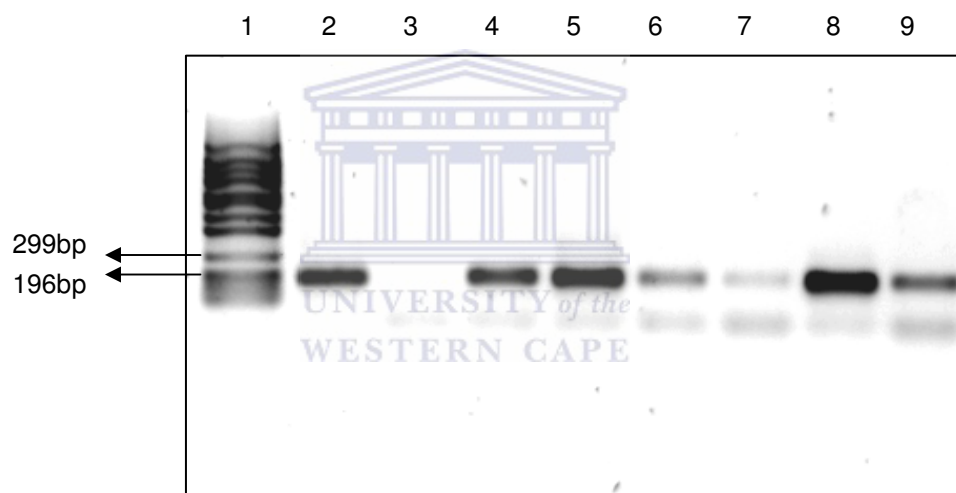 1 2 3 4 5 6 7 8 9
299bp
196bp
UNIVERSITY of the
WESTERN CAPE